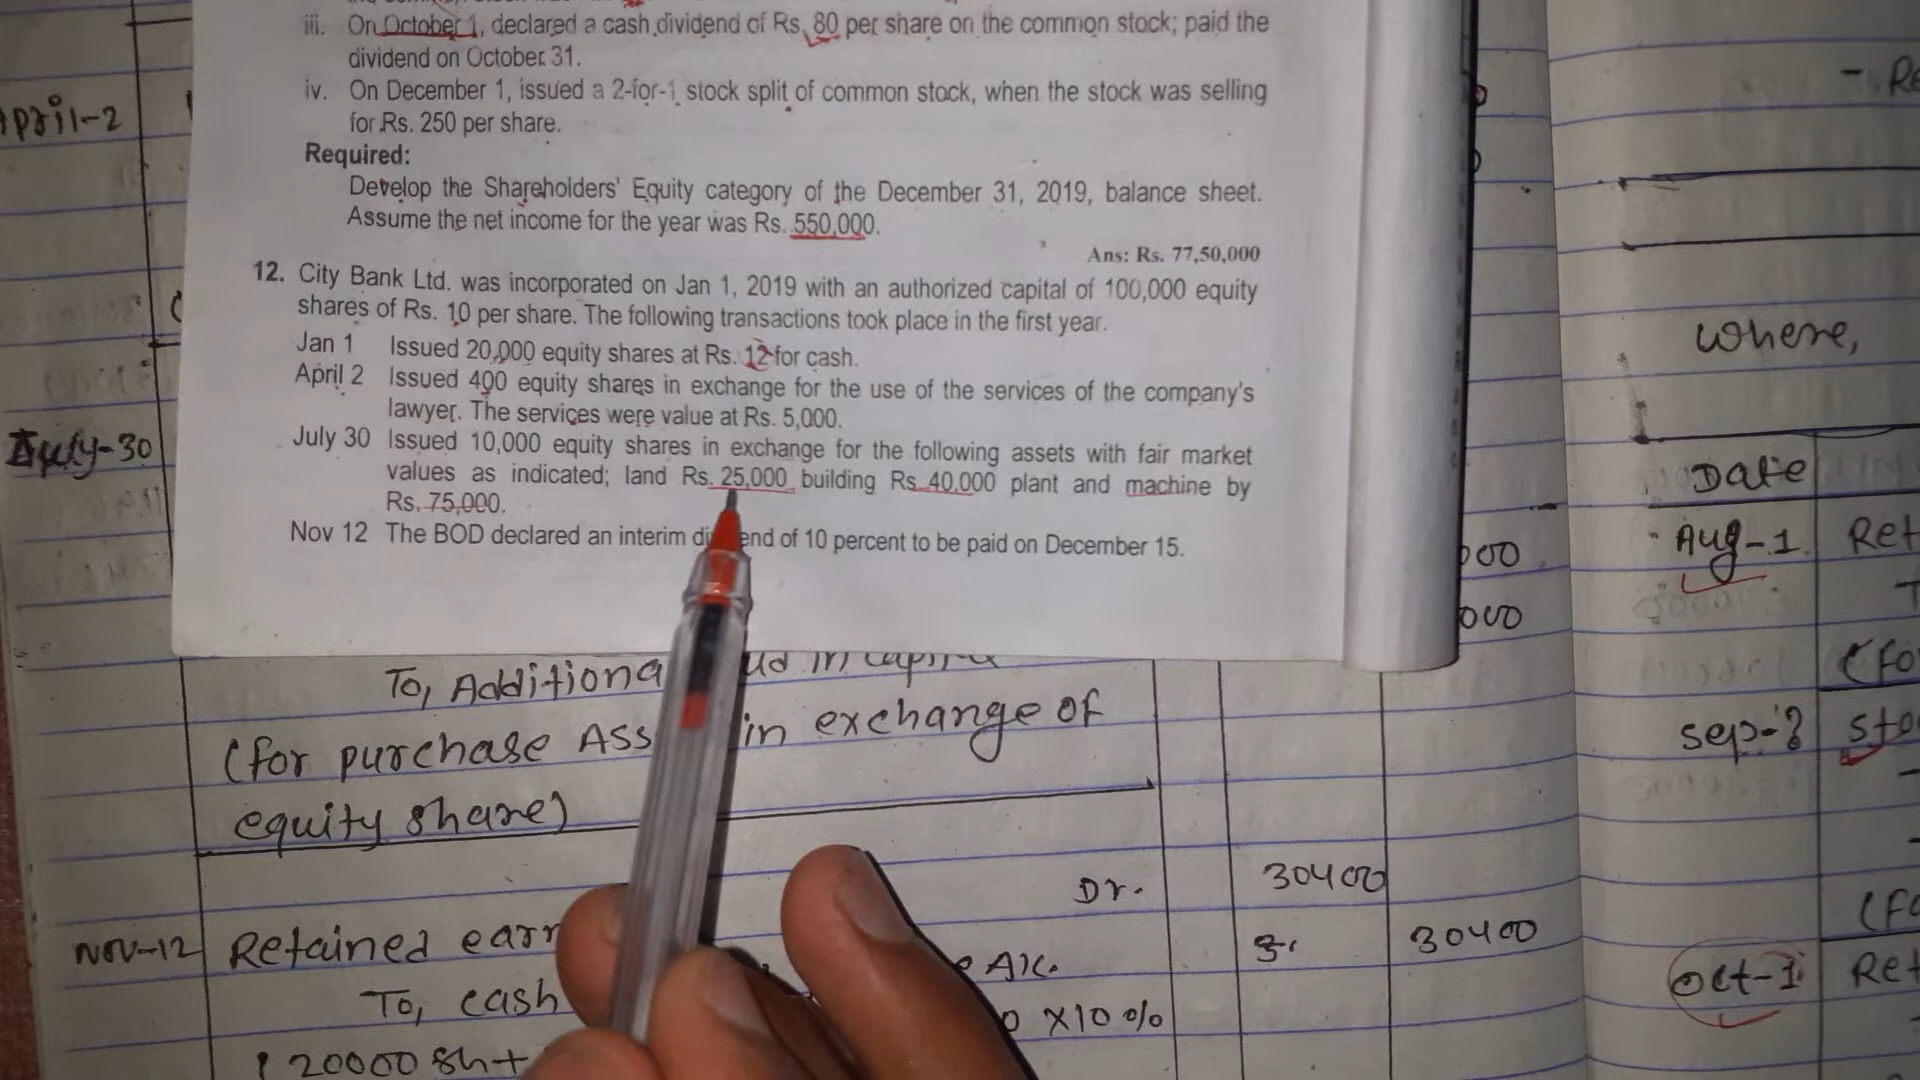 iii. On October 1, declared a cash dividend of Rs. 80 per share on the common stock; paid the
dividend on October 31.
iv. On December 1, issued a 2-for-1 stock split of common stock, when the stock was selling
for Rs. 250 per share.
Required:
Develop the Shareholders' Equity category of the December 31, 2019, balance sheet.
Assume the net income for the year was Rs. 550,000.
Ans: Rs. 77,50,000
12. City Bank Ltd. was incorporated on Jan 1, 2019 with an authorized capital of 100,000 equity
shares of Rs. 10 per share. The following transactions took place in the first year.
Jan 1 Issued 20,000 equity shares at Rs. 12 for cash.
April 2 Issued 400 equity shares in exchange for the use of the services of the company's
lawyer. The services were value at Rs. 5,000.
July 30 Issued 10,000 equity shares in exchange for the following assets with fair market
values as indicated; land Rs. 25,000 building Rs. 40,000 plant and machine by
Rs. 75,000.
Nov 12 The BOD declared an interim di end of 10 percent to be paid on December 15.
April-2
July-30
To, Additiona
(for purchase Ass in exchange of
equity share)
Dr. 30400
Nov-12 Retained earn A/c. 30400
To, cash 0 X10%
20000 sh+
000
000
- Re
where,
Date
Aug-1 Ret
T
(fo
sep-? sto
(Fo
oct-1 Ret